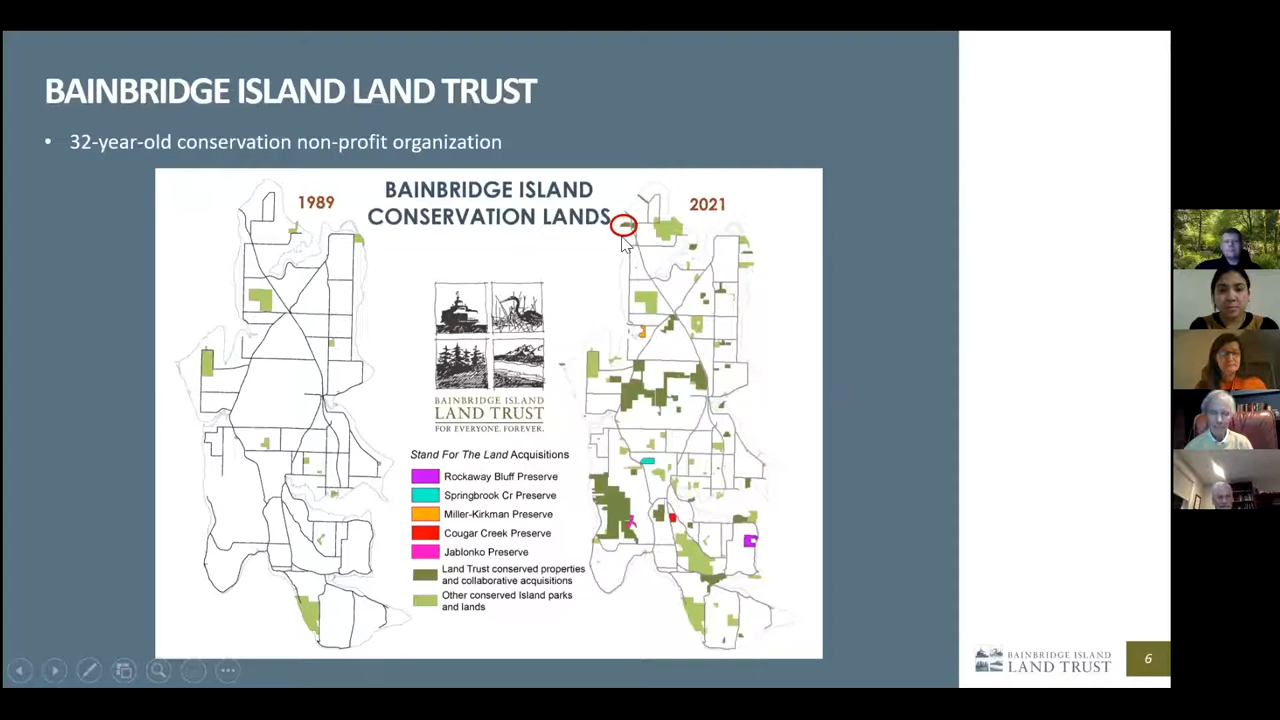 BAINBRIDGE ISLAND LAND TRUST
• 32-year-old conservation non-profit organization
1989
BAINBRIDGE ISLAND
CONSERVATION LANDS
2021
BAINBRIDGE ISLAND
LAND TRUST
FOR EVERYONE. FOREVER.
Stand For The Land Acquisitions
Rockaway Bluff Preserve
Springbrook Cr Preserve
Miller-Kirkman Preserve
Cougar Creek Preserve
Jablonko Preserve
Land Trust conserved properties
and collaborative acquisitions
Other conserved Island parks
and lands
BAINBRIDGE ISLAND
LAND TRUST
6